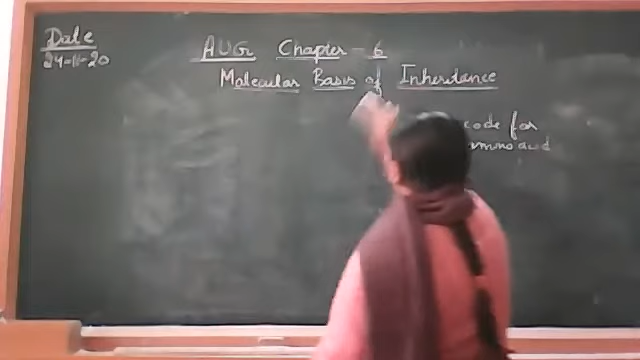 Date
24-11-20
AUG Chapter - 6
Molecular Basis of Inheritance
code for
amino acid